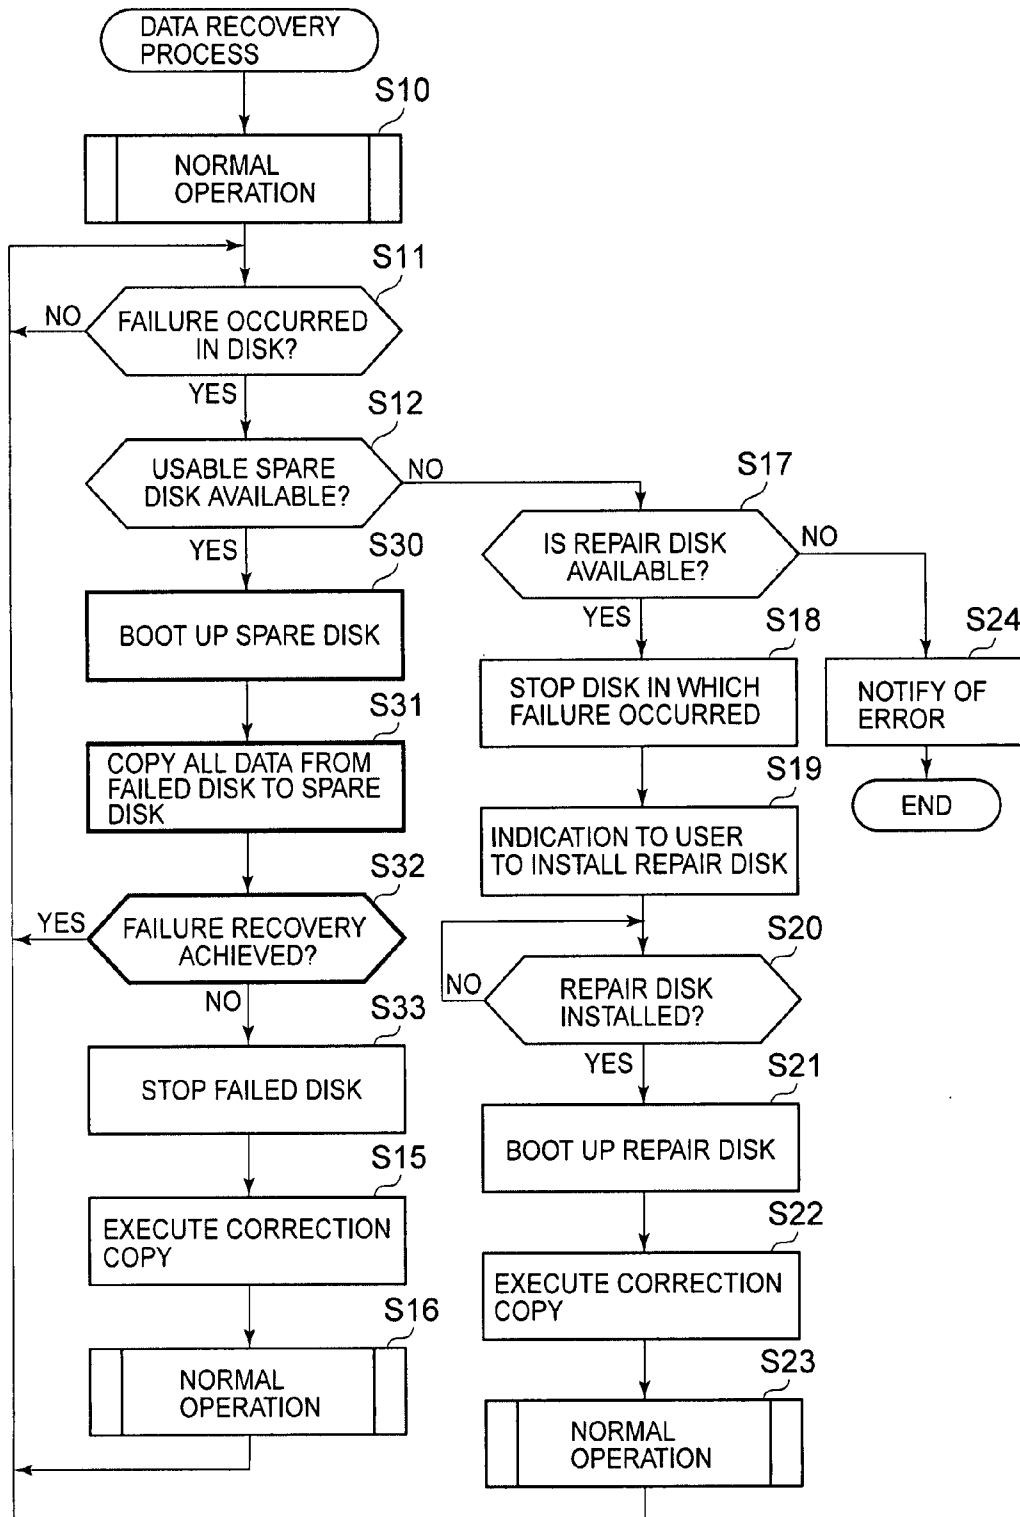 DATA RECOVERY
PROCESS
S10
NORMAL
OPERATION
S11
FAILURE OCCURRED
IN DISK?
NO
YES
S12
USABLE SPARE
DISK AVAILABLE?
NO
YES
S30
BOOT UP SPARE DISK
S31
COPY ALL DATA FROM
FAILED DISK TO SPARE
DISK
S32
FAILURE RECOVERY
ACHIEVED?
YES
NO
S33
STOP FAILED DISK
S15
EXECUTE CORRECTION
COPY
S16
NORMAL
OPERATION
S17
IS REPAIR DISK
AVAILABLE?
NO
YES
S18
STOP DISK IN WHICH
FAILURE OCCURRED
S24
NOTIFY OF
ERROR
END
S19
INDICATION TO USER
TO INSTALL REPAIR DISK
S20
REPAIR DISK
INSTALLED?
NO
YES
S21
BOOT UP REPAIR DISK
S22
EXECUTE CORRECTION
COPY
S23
NORMAL
OPERATION